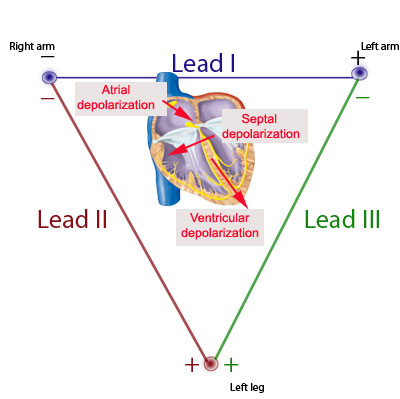 Right arm
Left arm
−
+
Lead I
−
−
Atrial
depolarization
Septal
depolarization
Lead II
Lead III
Ventricular
depolarization
+
+
Left leg